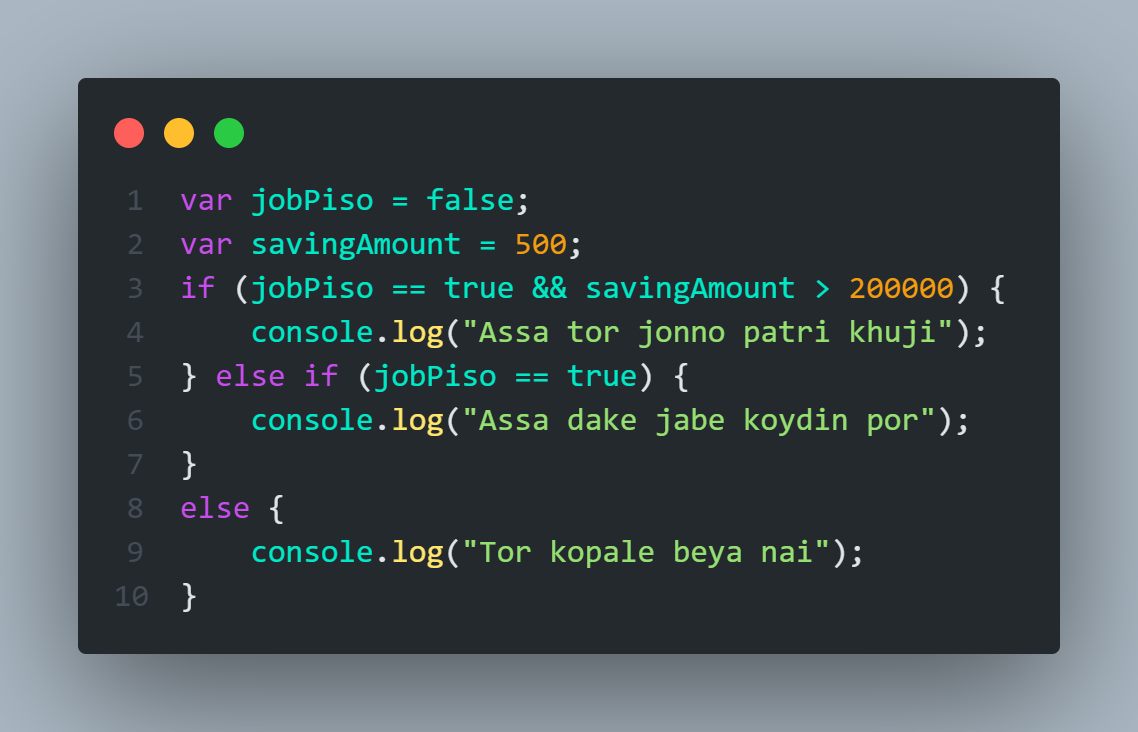 1 var jobPiso = false;
2 var savingAmount = 500;
3 if (jobPiso == true && savingAmount > 200000) {
4     console.log("Assa tor jonno patri khuji");
5 } else if (jobPiso == true) {
6     console.log("Assa dake jabe koydin por");
7 }
8 else {
9     console.log("Tor kopale beya nai");
10 }